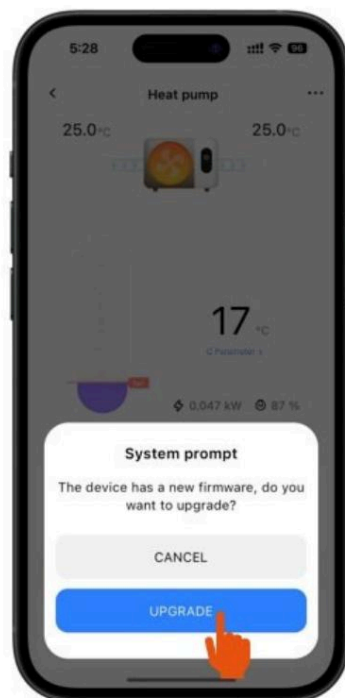 5:28
96
Heat pump
25.0 °C
25.0 °C
17 °C
0,047 kW
87 %
System prompt
The device has a new firmware, do you
want to upgrade?
CANCEL
UPGRADE